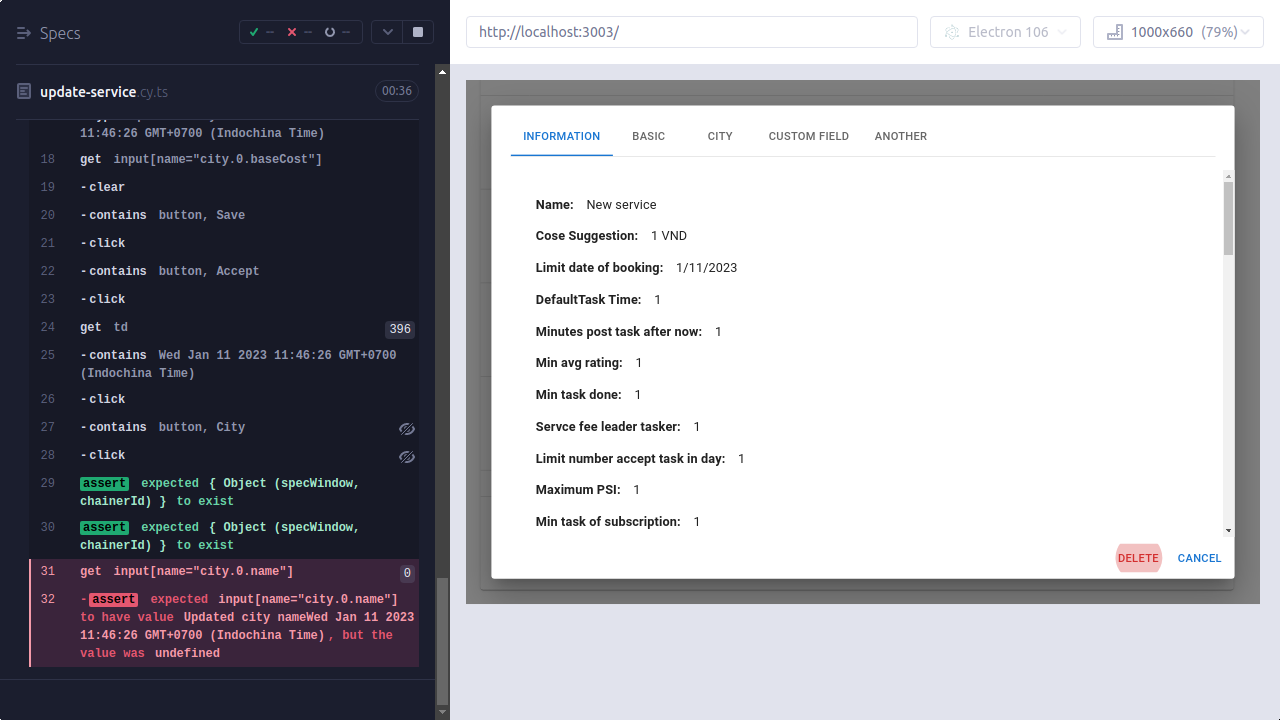 Specs
--
--
--
update-service.cy.ts
00:36
11:46:26 GMT+0700 (Indochina Time)
18 get input[name="city.0.baseCost"]
19 -clear
20 -contains button, Save
21 -click
22 -contains button, Accept
23 -click
24 get td 396
25 -contains Wed Jan 11 2023 11:46:26 GMT+0700
(Indochina Time)
26 -click
27 -contains button, City
28 -click
29 assert expected { Object (specWindow,
chainerId) } to exist
30 assert expected { Object (specWindow,
chainerId) } to exist
31 get input[name="city.0.name"] 0
32 -assert expected input[name="city.0.name"]
to have value Updated city nameWed Jan 11 2023
11:46:26 GMT+0700 (Indochina Time), but the
value was undefined
http://localhost:3003/
Electron 106
1000x660 (79%)
INFORMATION BASIC CITY CUSTOM FIELD ANOTHER
Name: New service
Cose Suggestion: 1 VND
Limit date of booking: 1/11/2023
DefaultTask Time: 1
Minutes post task after now: 1
Min avg rating: 1
Min task done: 1
Servce fee leader tasker: 1
Limit number accept task in day: 1
Maximum PSI: 1
Min task of subscription: 1
DELETE CANCEL